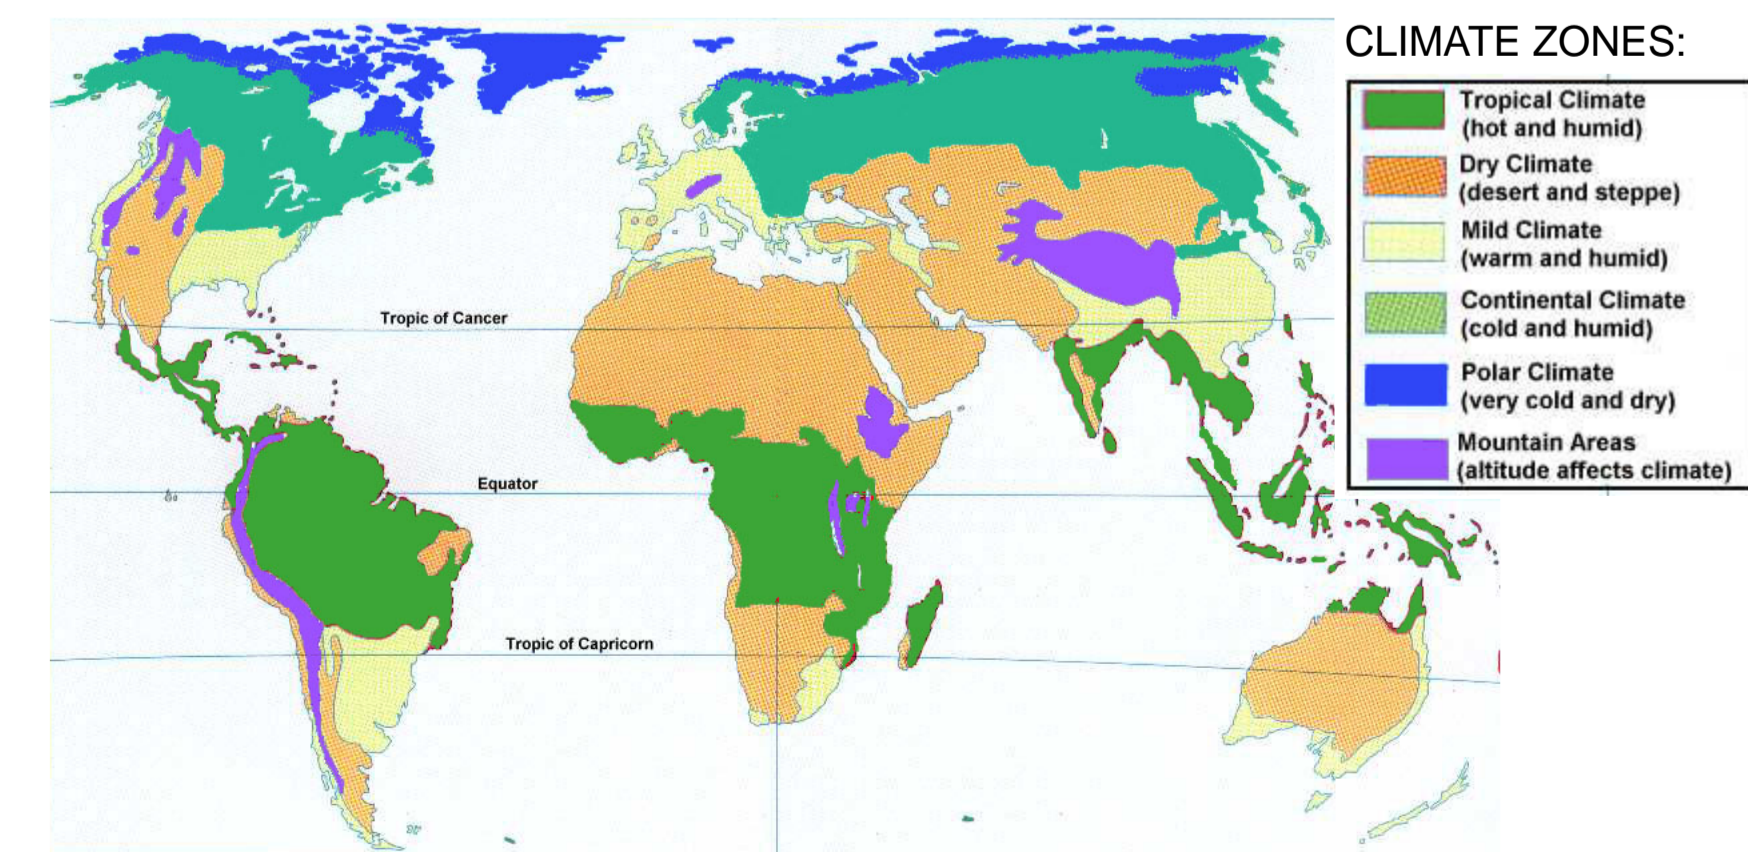 CLIMATE ZONES:
Tropical Climate
(hot and humid)
Dry Climate
(desert and steppe)
Mild Climate
(warm and humid)
Continental Climate
(cold and humid)
Polar Climate
(very cold and dry)
Mountain Areas
(altitude affects climate)
Tropic of Cancer
Equator
Tropic of Capricorn